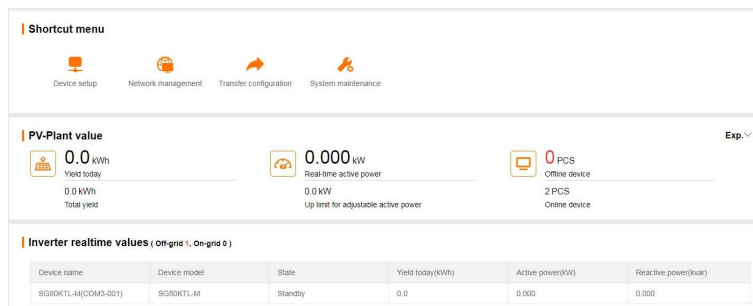 Shortcut menu
Device setup Network management Transfer configuration System maintenance
PV-Plant value Exp.
0.0 kWh 0.000 kW 0 PCS
Yield today Real-time active power Offline device
0.0 kWh 0.0 kW 2 PCS
Total yield Up limit for adjustable active power Online device
Inverter realtime values ( Off-grid 1, On-grid 0 )
Device name Device model State Yield today(kWh) Active power(kW) Reactive power(kvar)
SG80KTL-M(COM3-001) SG80KTL-M Standby 0.0 0.000 0.000